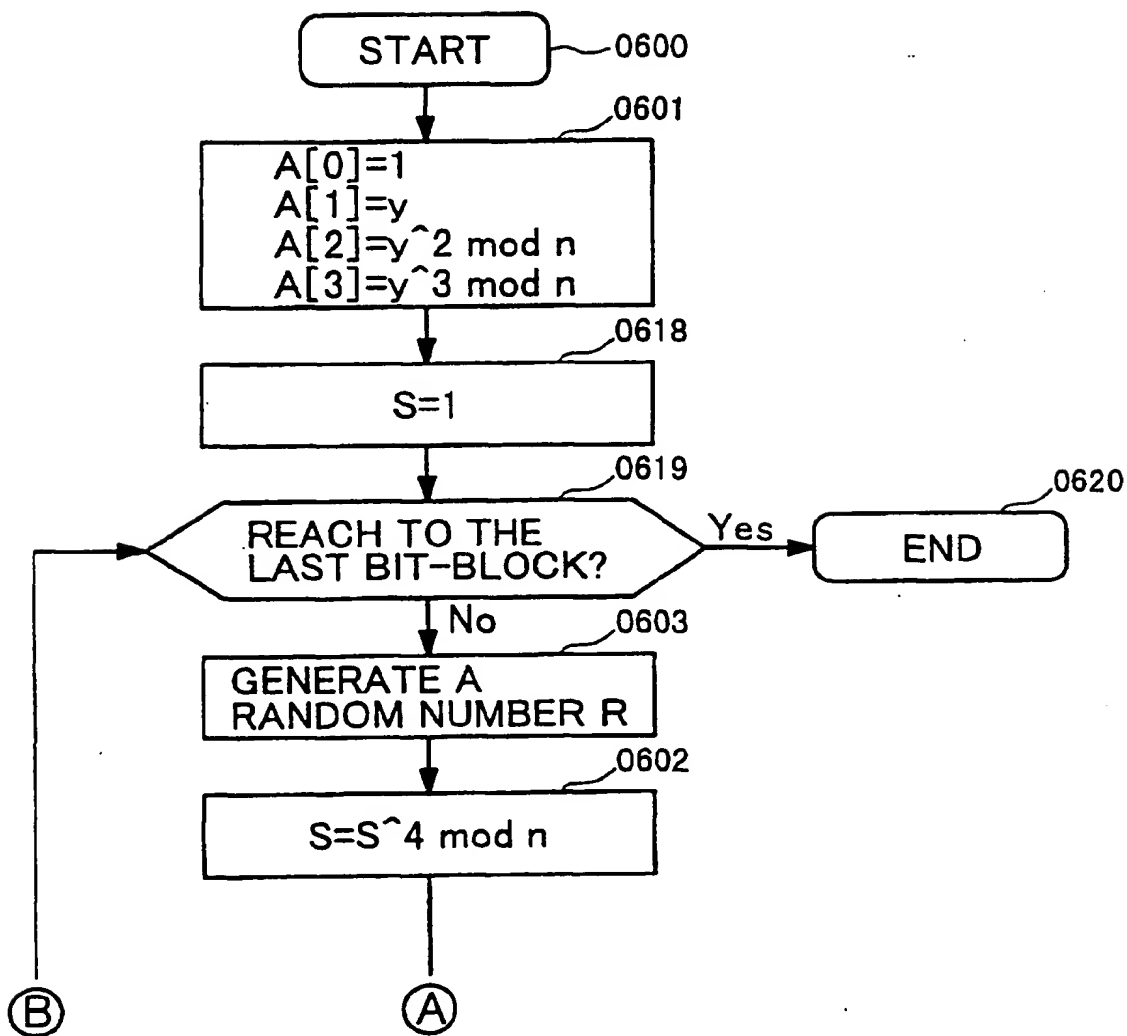 START
0600
0601
A[0]=1
A[1]=y
A[2]=y^2 mod n
A[3]=y^3 mod n
0618
S=1
0619
REACH TO THE
LAST BIT-BLOCK?
Yes
0620
END
No
0603
GENERATE A
RANDOM NUMBER R
0602
S=S^4 mod n
B
A